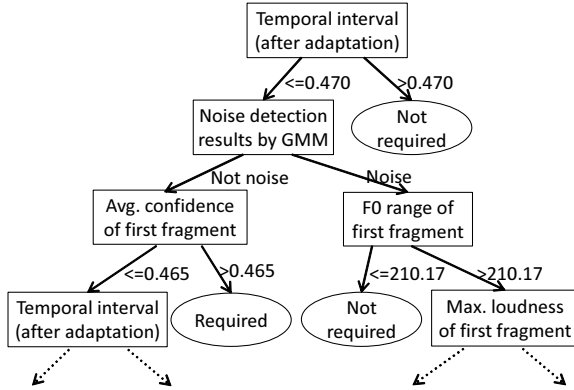 Temporal interval
(after adaptation)
<=0.470
>0.470
Noise detection
results by GMM
Not
required
Not noise
Noise
Avg. confidence
of first fragment
F0 range of
first fragment
<=0.465
>0.465
<=210.17
>210.17
Temporal interval
(after adaptation)
Required
Not
required
Max. loudness
of first fragment